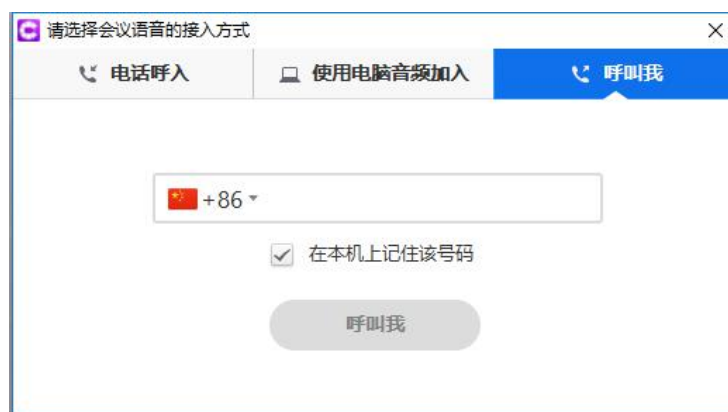 请选择会议语音的接入方式
电话呼入 使用电脑音频加入 呼叫我
+86
在本机上记住该号码
呼叫我